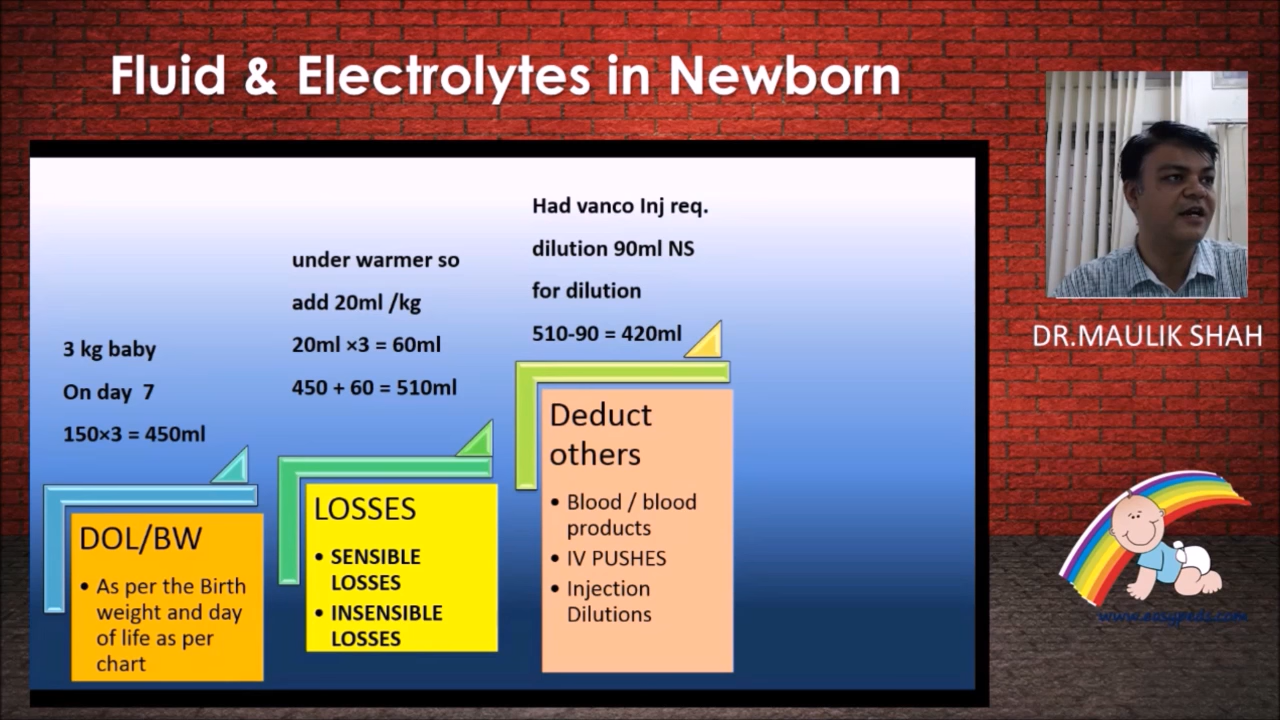 Fluid & Electrolytes in Newborn
DR.MAULIK SHAH
3 kg baby
On day 7
150×3 = 450ml
DOL/BW
• As per the Birth
weight and day
of life as per
chart
under warmer so
add 20ml /kg
20ml ×3 = 60ml
450 + 60 = 510ml
LOSSES
• SENSIBLE
LOSSES
• INSENSIBLE
LOSSES
Had vanco Inj req.
dilution 90ml NS
for dilution
510-90 = 420ml
Deduct
others
• Blood / blood
products
• IV PUSHES
• Injection
Dilutions
www.easypeds.com